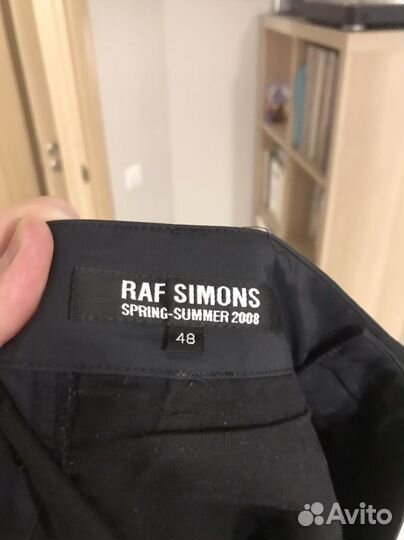 RAF SIMONS
SPRING-SUMMER 2008
48
Avito